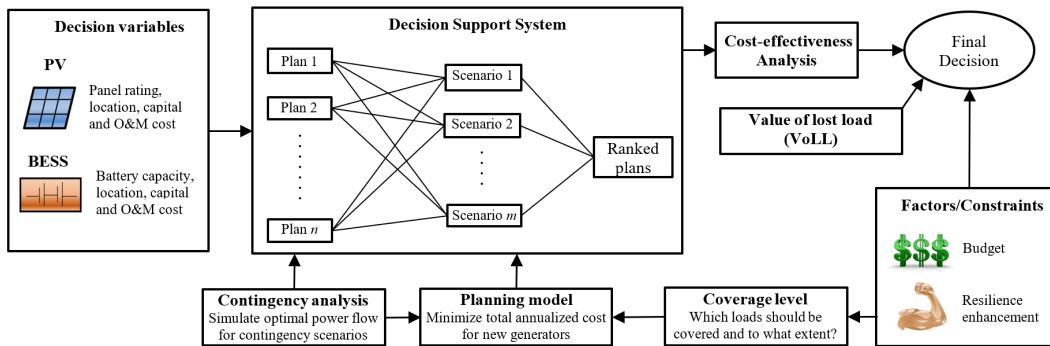 Decision variables
PV
Panel rating,
location, capital
and O&M cost
BESS
Battery capacity,
location, capital
and O&M cost
Decision Support System
Plan 1
Plan 2
Plan n
Scenario 1
Scenario 2
Scenario m
Ranked
plans
Cost-effectiveness
Analysis
Final
Decision
Value of lost load
(VoLL)
Factors/Constraints
$$$
Budget
Resilience
enhancement
Contingency analysis
Simulate optimal power flow
for contingency scenarios
Planning model
Minimize total annualized cost
for new generators
Coverage level
Which loads should be
covered and to what extent?